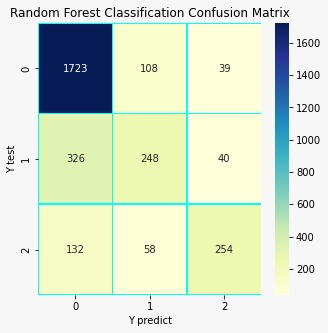 Random Forest Classification Confusion Matrix
Y test
0
1723 108 39
1
326 248 40
2
132 58 254
0 1 2
Y predict
1600
1400
1200
1000
800
600
400
200